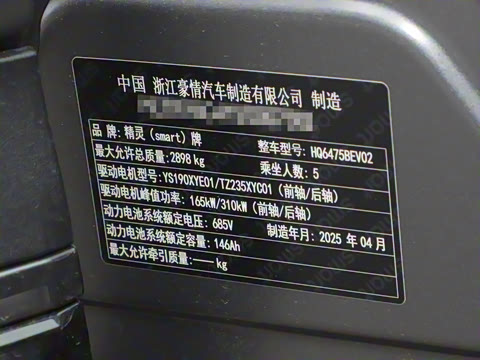 中国 浙江豪情汽车制造有限公司 制造
品 牌: 精灵 (smart) 牌 整车型号: HQ6475BEV02
最大允许总质量: 2898 kg 乘坐人数: 5
驱动电机型号: YS190XYE01/TZ235XYC01 (前轴/后轴)
驱动电机峰值功率: 165kW/310kW (前轴/后轴)
动力电池系统额定电压: 685V 制造年月: 2025 年 04 月
动力电池系统额定容量: 146Ah
最大允许牵引质量: —— kg